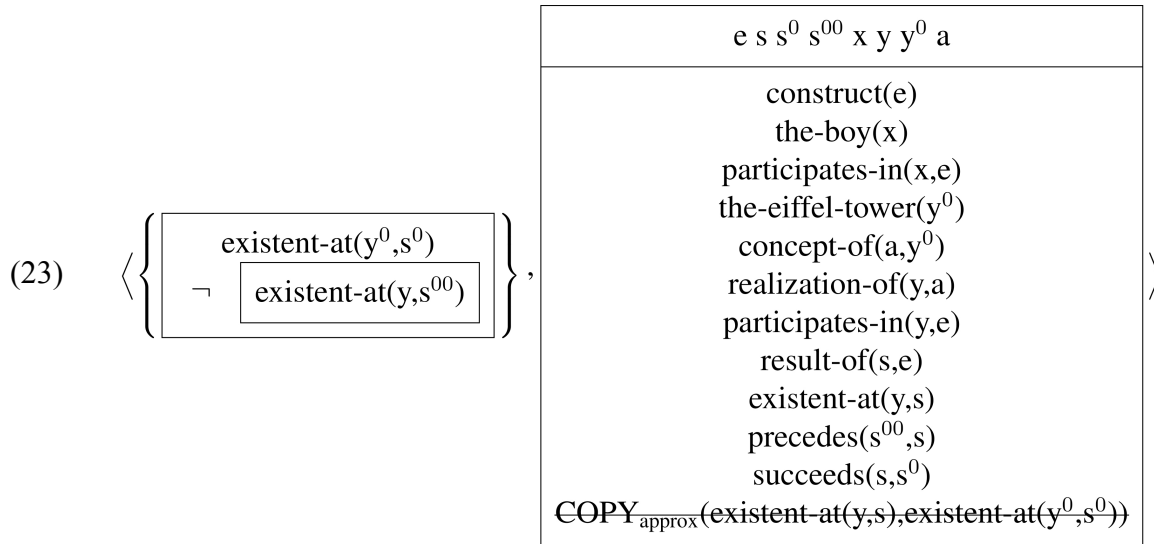 (23)
⟨{
existent-at(y⁰,s⁰)
¬ existent-at(y,s⁰⁰)
},
e s s⁰ s⁰⁰ x y y⁰ a
construct(e)
the-boy(x)
participates-in(x,e)
the-eiffel-tower(y⁰)
concept-of(a,y⁰)
realization-of(y,a)
participates-in(y,e)
result-of(s,e)
existent-at(y,s)
precedes(s⁰⁰,s)
succeeds(s,s⁰)
COPYapprox(existent-at(y,s),existent-at(y⁰,s⁰))
⟩